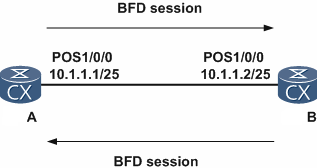 BFD session
POS1/0/0 POS1/0/0
10.1.1.1/25 10.1.1.2/25
CX CX
A B
BFD session